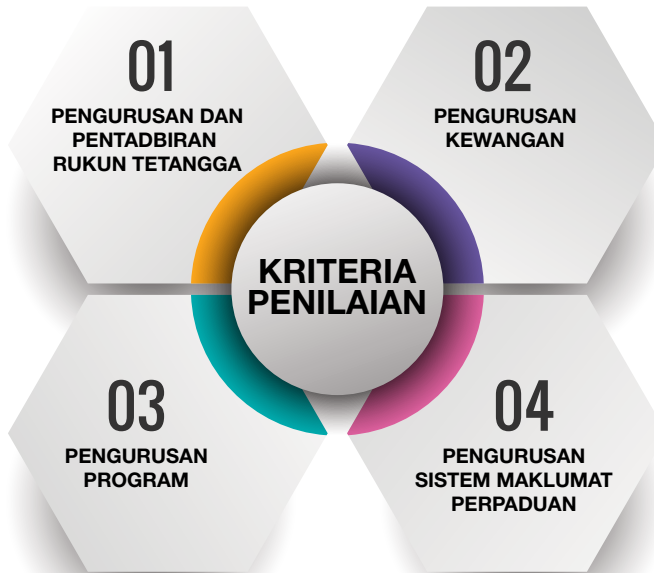 01
PENGURUSAN DAN
PENTADBIRAN
RUKUN TETANGGA
02
PENGURUSAN
KEWANGAN
KRITERIA
PENILAIAN
03
PENGURUSAN
PROGRAM
04
PENGURUSAN
SISTEM MAKLUMAT
PERPADUAN